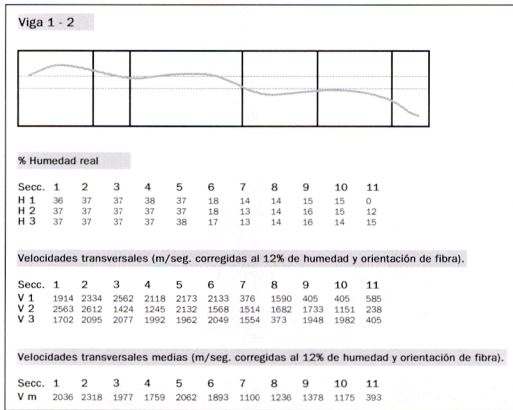 Viga 1 - 2
% Humedad real
Secc. 1 2 3 4 5 6 7 8 9 10 11
H 1 36 37 37 38 37 18 14 14 15 15 0
H 2 37 37 37 37 37 18 13 14 16 15 12
H 3 37 37 37 37 38 17 13 14 16 14 15
Velocidades transversales (m/seg. corregidas al 12% de humedad y orientación de fibra).
Secc. 1 2 3 4 5 6 7 8 9 10 11
V 1 1914 2334 2562 2118 2173 2133 376 1590 405 405 585
V 2 2563 2612 1424 1245 2132 1568 1514 1682 1733 1151 238
V 3 1702 2095 2077 1992 1962 2049 1554 373 1948 1982 405
Velocidades transversales medias (m/seg. corregidas al 12% de humedad y orientación de fibra).
Secc. 1 2 3 4 5 6 7 8 9 10 11
V m 2036 2318 1977 1759 2062 1893 1100 1236 1378 1175 393